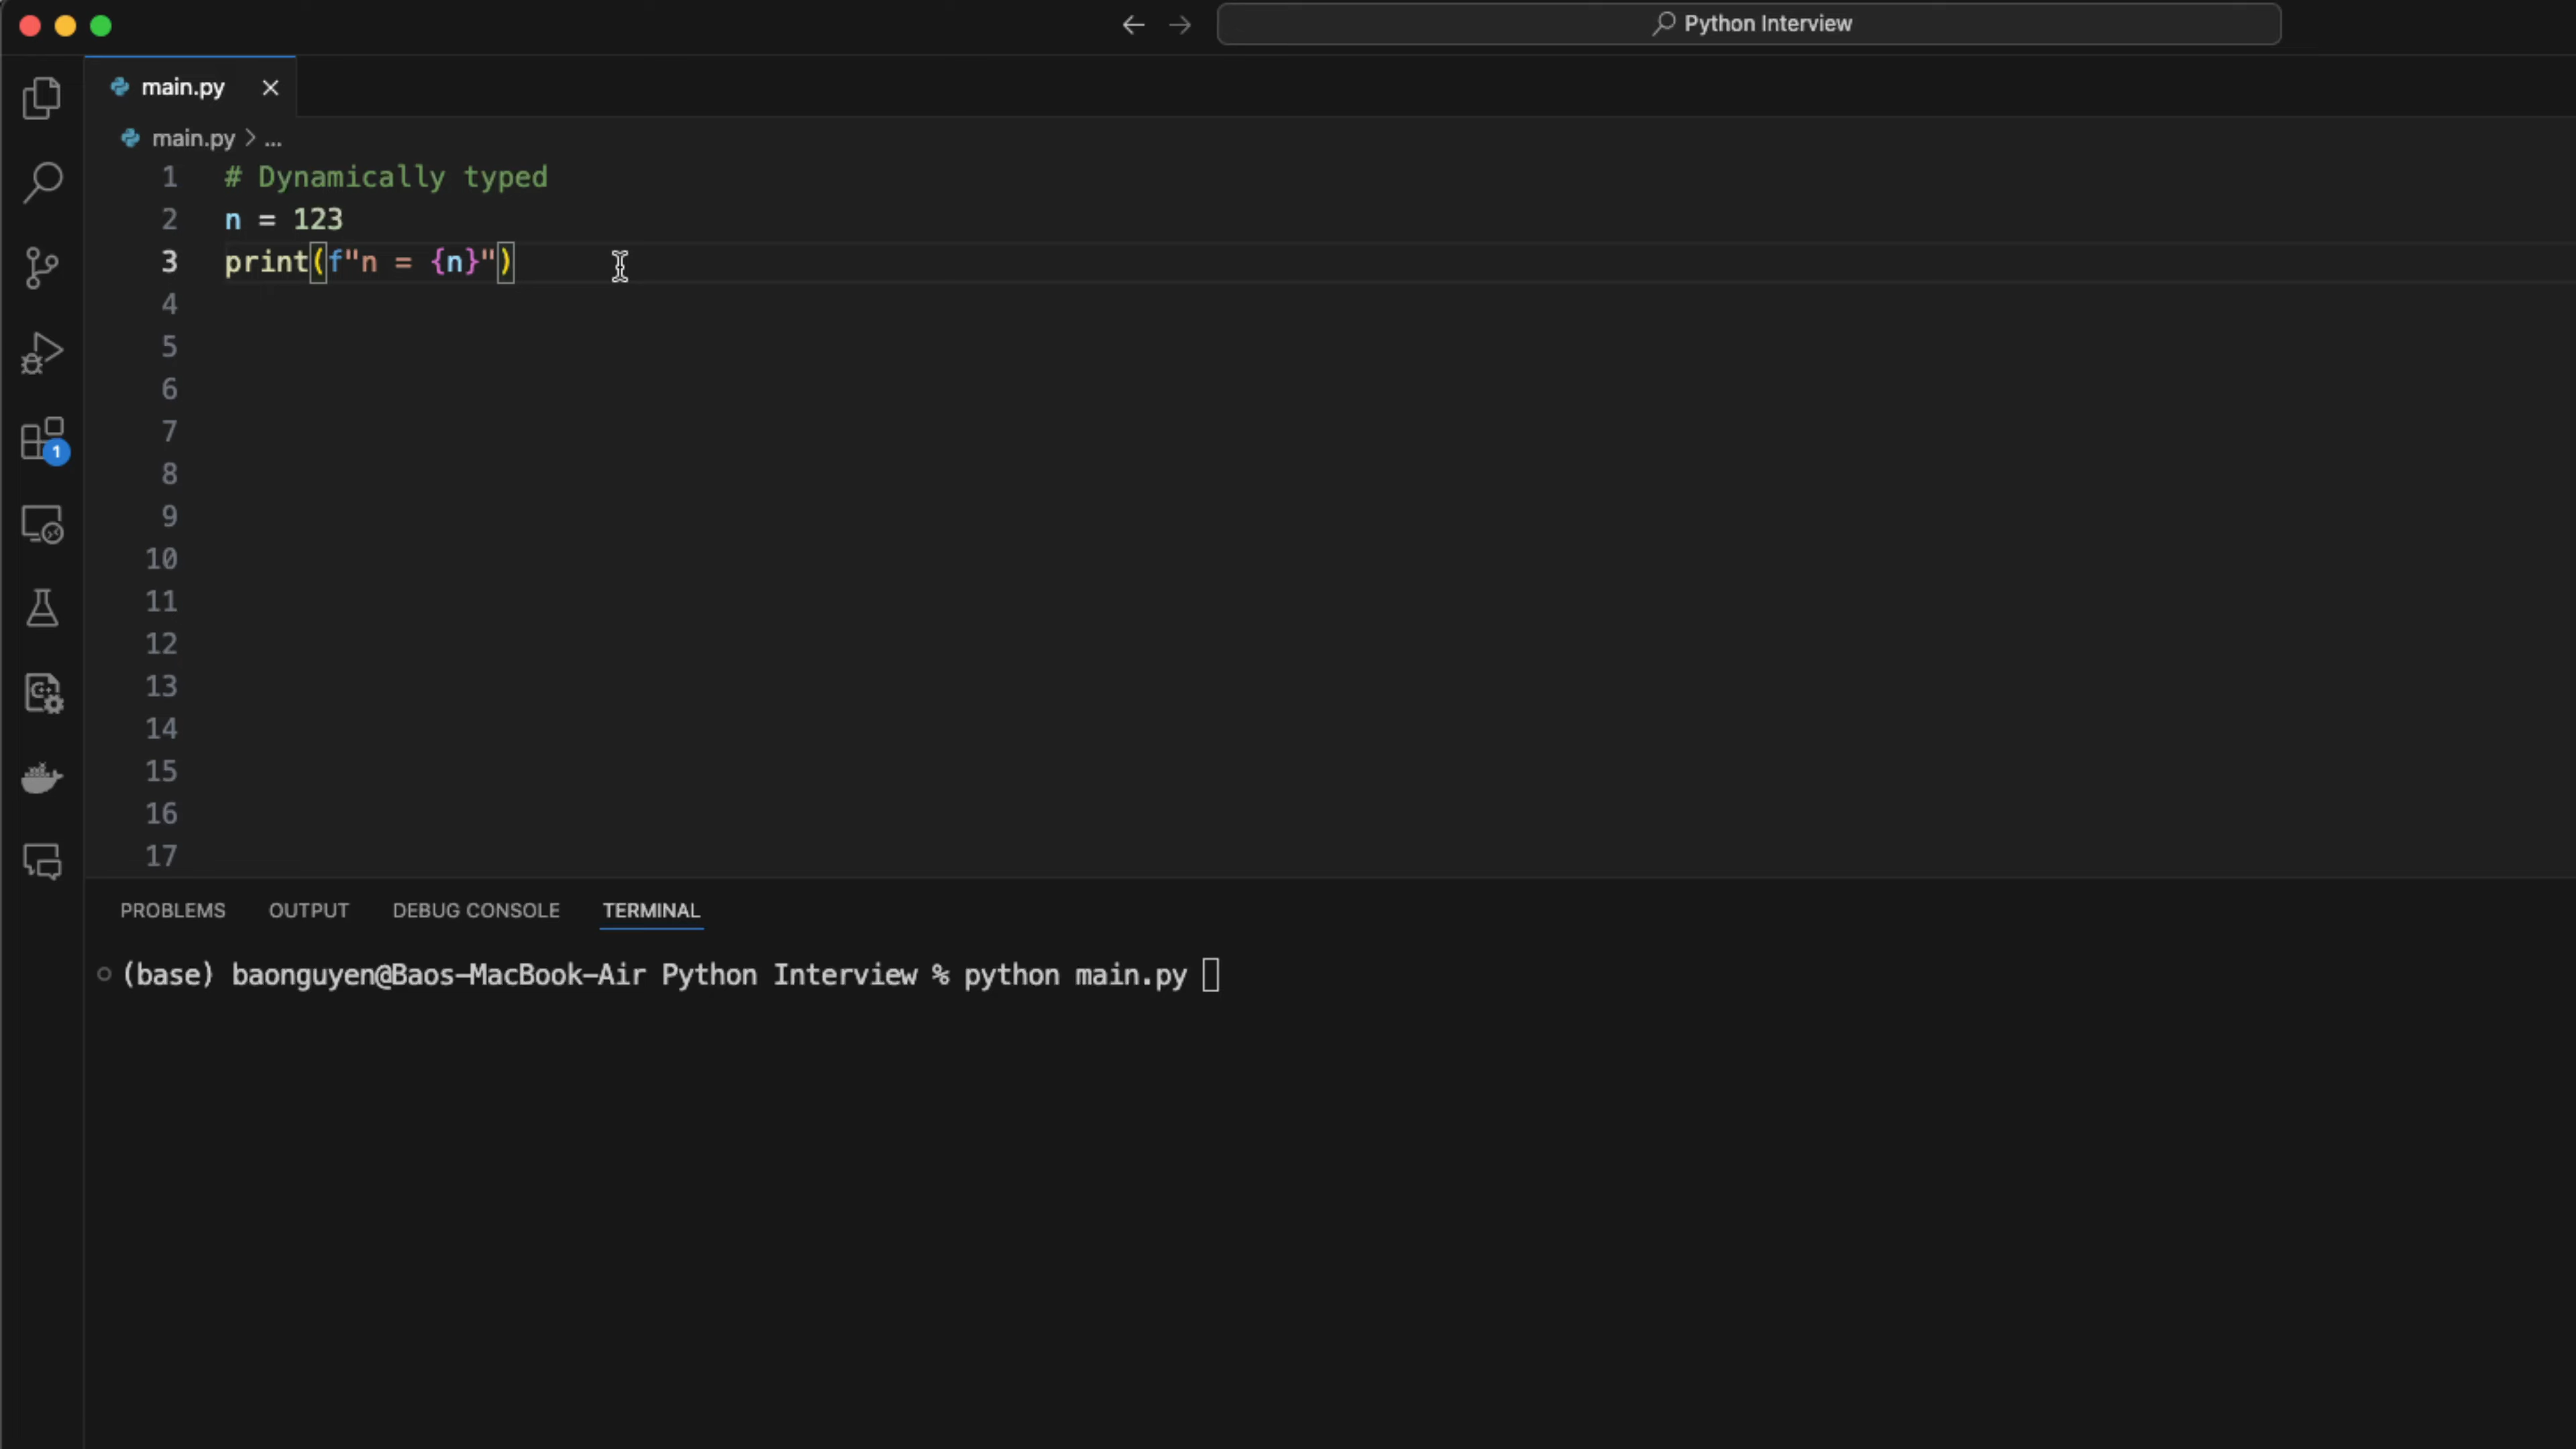 Python Interview
main.py
main.py > ...
1 # Dynamically typed
2 n = 123
3 print(f"n = {n}")
4
5
6
7
8
9
10
11
12
13
14
15
16
17
1
PROBLEMS OUTPUT DEBUG CONSOLE TERMINAL
(base) baonguyen@Baos-MacBook-Air Python Interview % python main.py